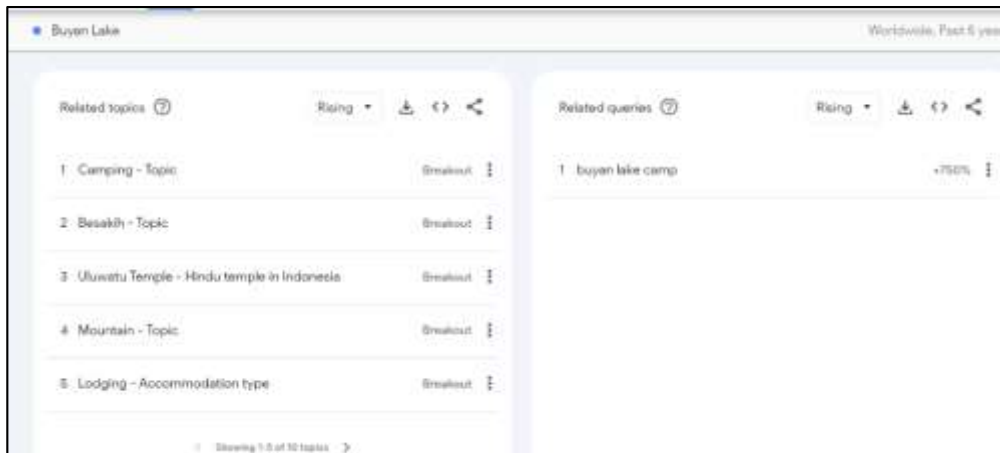 Buyan Lake
Worldwide, Past 5
Related topics
Rising
1 Camping - Topic Breakout
2 Besakih - Topic Breakout
3 Uluwatu Temple - Hindu temple in Indonesia Breakout
4 Mountain - Topic Breakout
5 Lodging - Accommodation type Breakout
Showing 1-5 of 10 topics
Related queries
Rising
1 buyan lake camp +750%